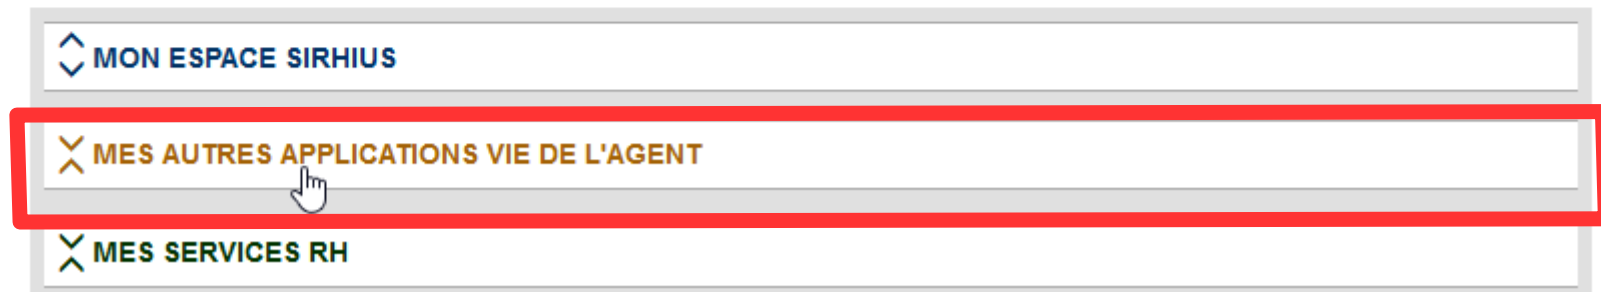 MON ESPACE SIRHIUS
MES AUTRES APPLICATIONS VIE DE L'AGENT
MES SERVICES RH